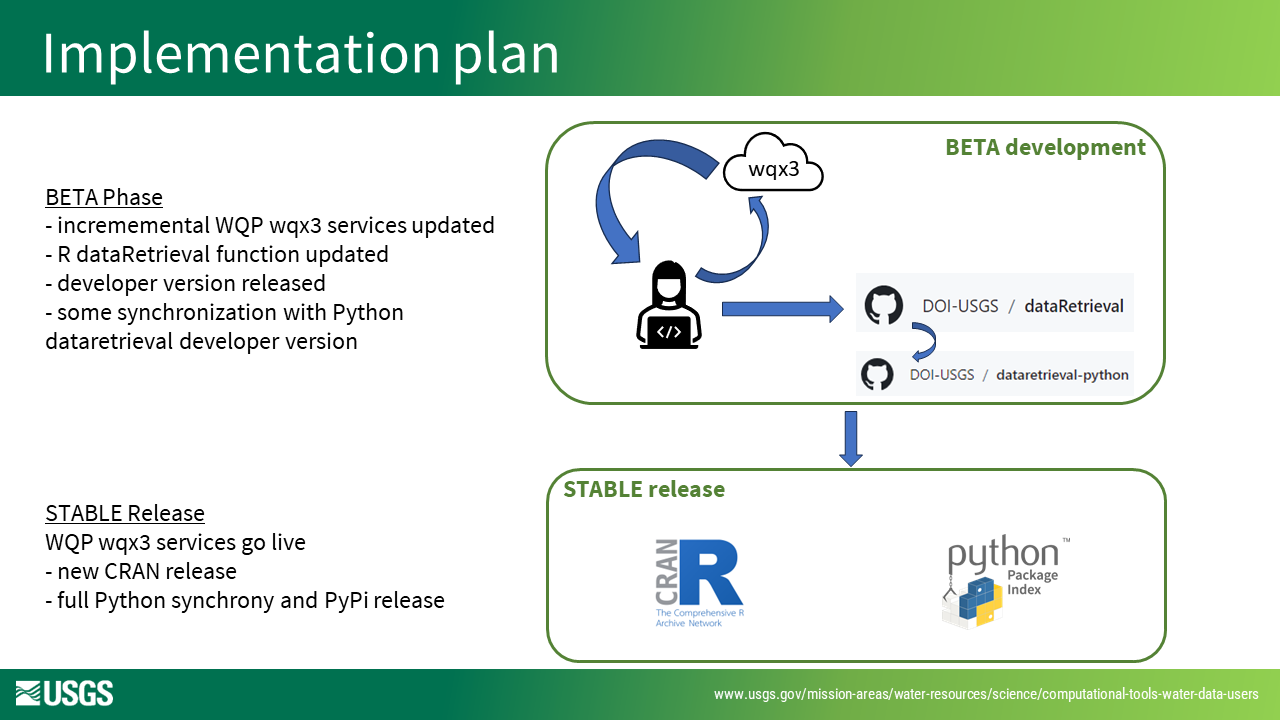 Implementation plan
BETA Phase
- incrememental WQP wqx3 services updated
- R dataRetrieval function updated
- developer version released
- some synchronization with Python
dataretrieval developer version
BETA development
wqx3
</>
DOI-USGS / dataRetrieval
DOI-USGS / dataretrieval-python
STABLE Release
WQP wqx3 services go live
- new CRAN release
- full Python synchrony and PyPi release
STABLE release
CRAN
R
The Comprehensive R
Archive Network
python™
Package
Index
USGS
www.usgs.gov/mission-areas/water-resources/science/computational-tools-water-data-users